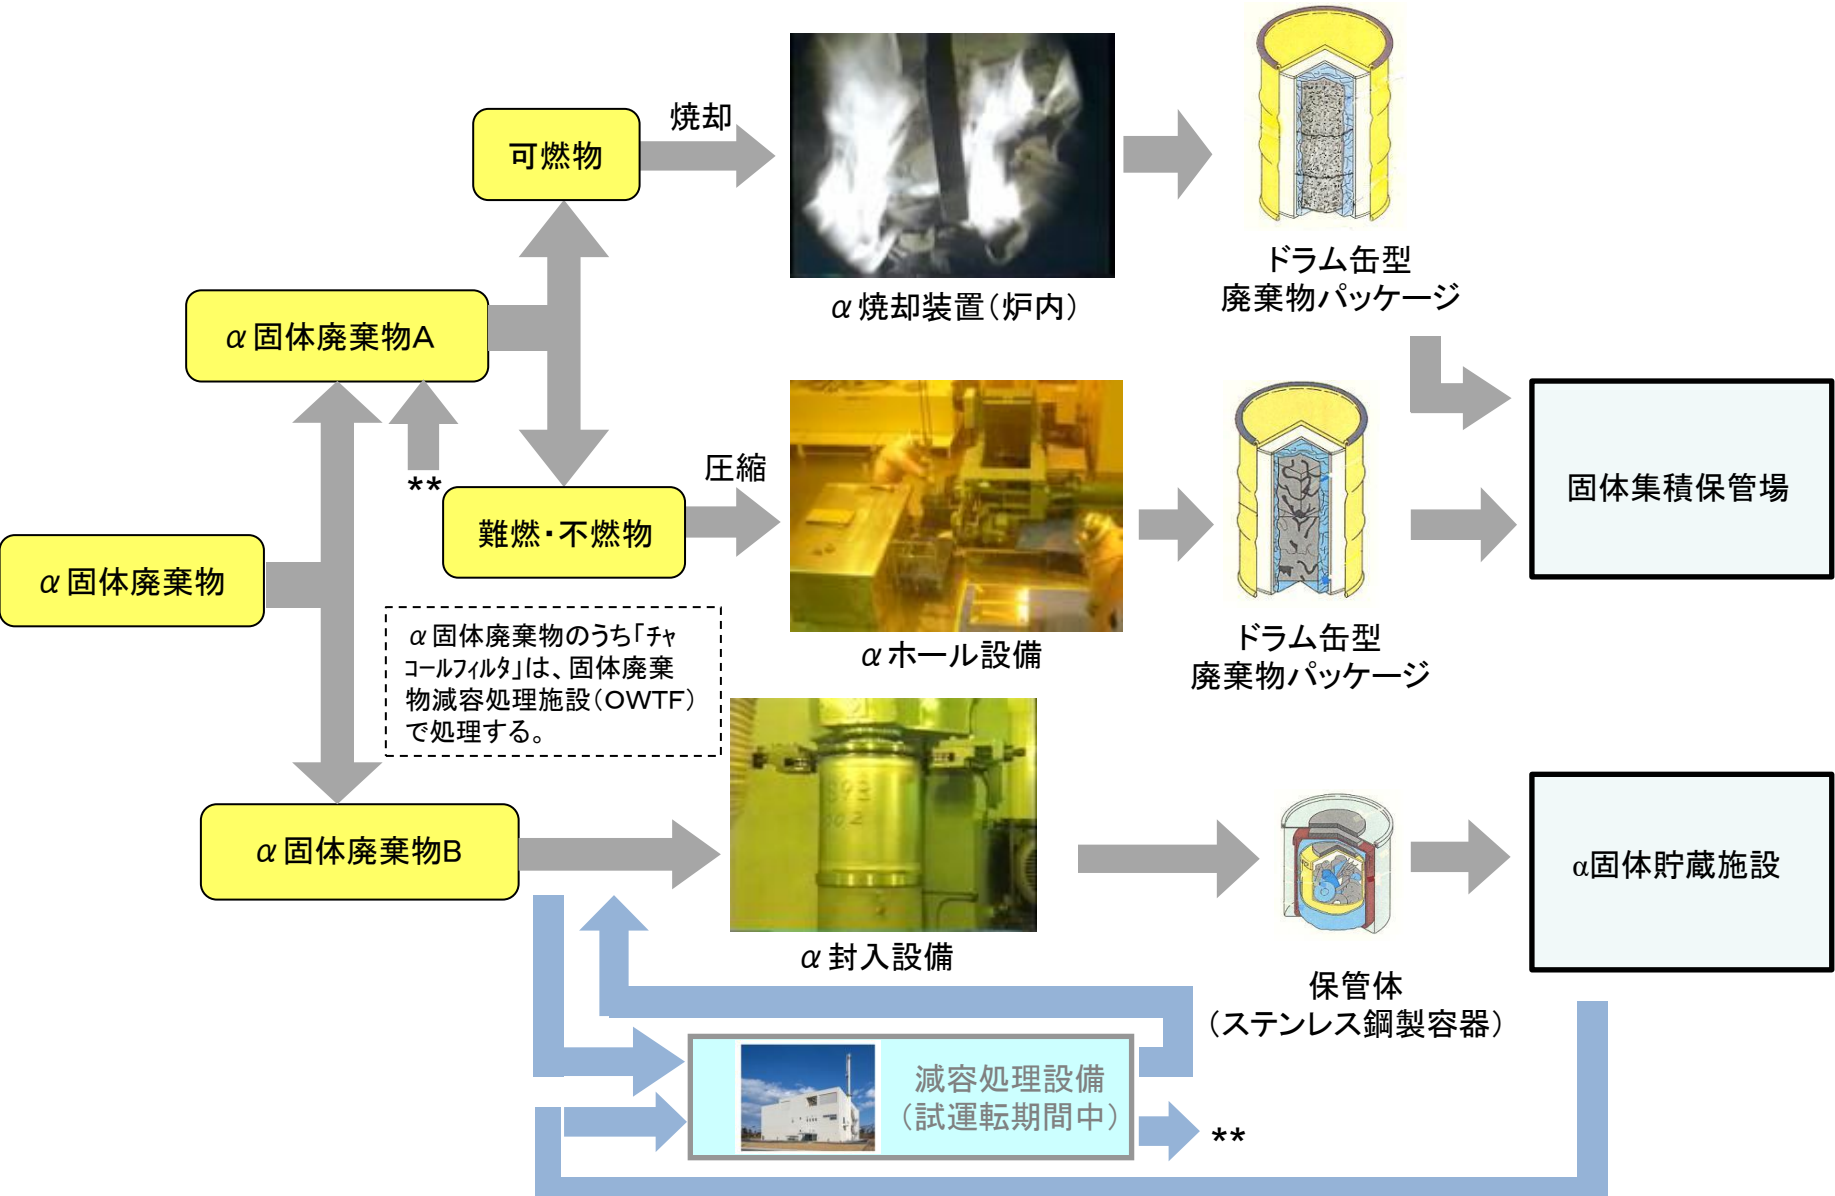 焼却
可燃物
α焼却装置(炉内)
ドラム缶型
廃棄物パッケージ
α固体廃棄物A
**
圧縮
難燃・不燃物
αホール設備
ドラム缶型
廃棄物パッケージ
固体集積保管場
α固体廃棄物
α固体廃棄物のうち「ﾁｬ
ｺｰﾙﾌｨﾙﾀ」は、固体廃棄
物減容処理施設(OWTF)
で処理する。
α固体廃棄物B
S92
002
α封入設備
保管体
(ステンレス鋼製容器)
α固体貯蔵施設
減容処理設備
(試運転期間中)
**